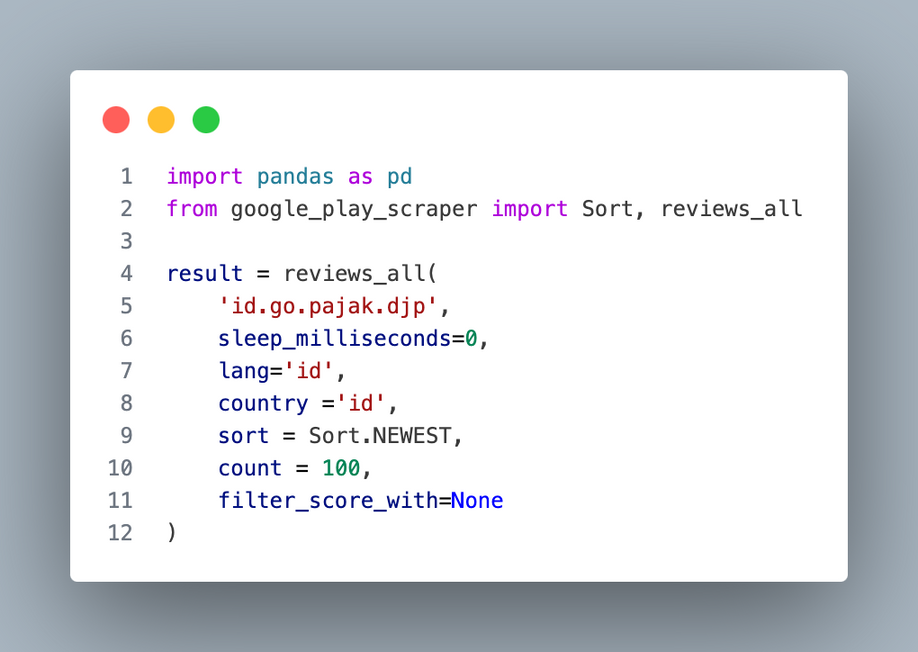 1 import pandas as pd
2 from google_play_scraper import Sort, reviews_all
3
4 result = reviews_all(
5     'id.go.pajak.djp',
6     sleep_milliseconds=0,
7     lang='id',
8     country ='id',
9     sort = Sort.NEWEST,
10     count = 100,
11     filter_score_with=None
12 )